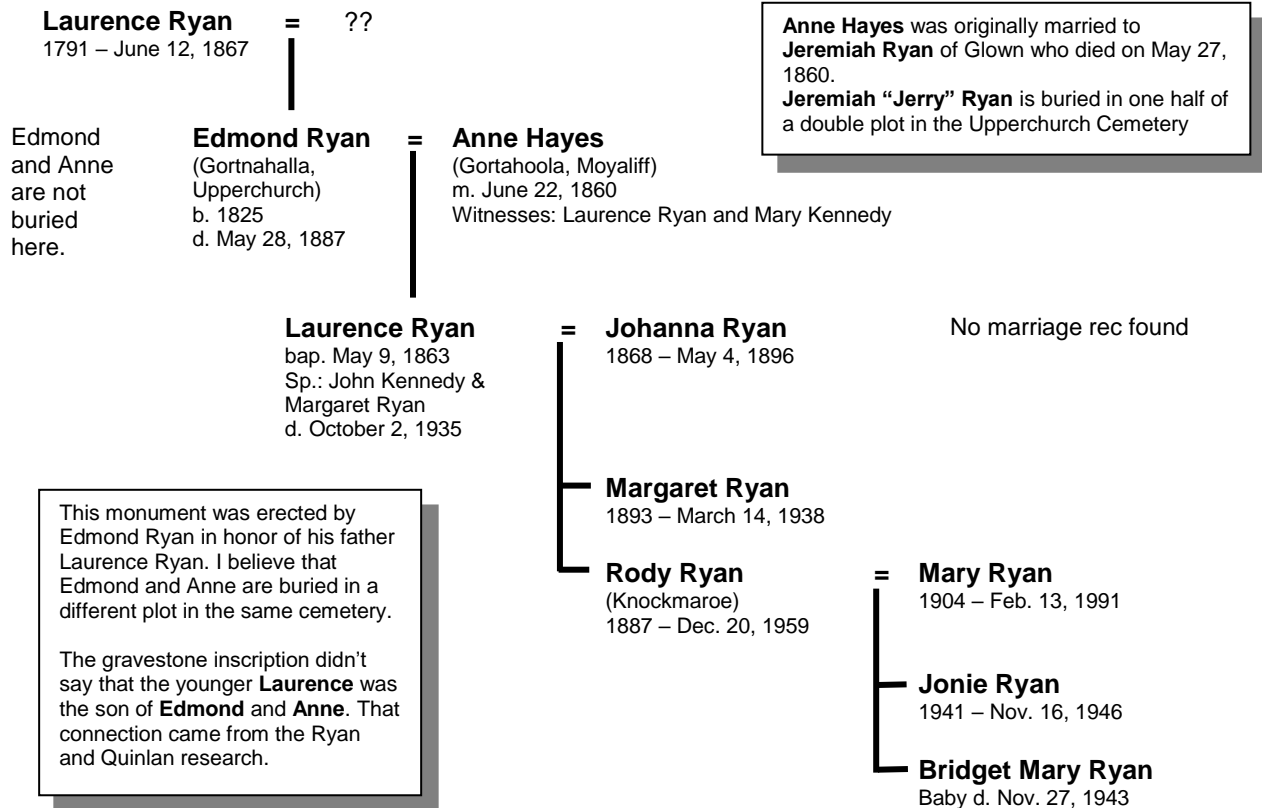 Laurence Ryan = ??
1791 – June 12, 1867
Anne Hayes was originally married to
Jeremiah Ryan of Glown who died on May 27,
1860.
Jeremiah “Jerry” Ryan is buried in one half of
a double plot in the Upperchurch Cemetery
Edmond
and Anne
are not
buried
here.
Edmond Ryan = Anne Hayes
(Gortnahalla,
Upperchurch)
b. 1825
d. May 28, 1887
(Gortahoola, Moyaliff)
m. June 22, 1860
Witnesses: Laurence Ryan and Mary Kennedy
Laurence Ryan = Johanna Ryan
bap. May 9, 1863
Sp.: John Kennedy &
Margaret Ryan
d. October 2, 1935
1868 – May 4, 1896
No marriage rec found
Margaret Ryan
1893 – March 14, 1938
Rody Ryan = Mary Ryan
(Knockmaroe)
1887 – Dec. 20, 1959
1904 – Feb. 13, 1991
Jonie Ryan
1941 – Nov. 16, 1946
Bridget Mary Ryan
Baby d. Nov. 27, 1943
This monument was erected by
Edmond Ryan in honor of his father
Laurence Ryan. I believe that
Edmond and Anne are buried in a
different plot in the same cemetery.
The gravestone inscription didn’t
say that the younger Laurence was
the son of Edmond and Anne. That
connection came from the Ryan
and Quinlan research.